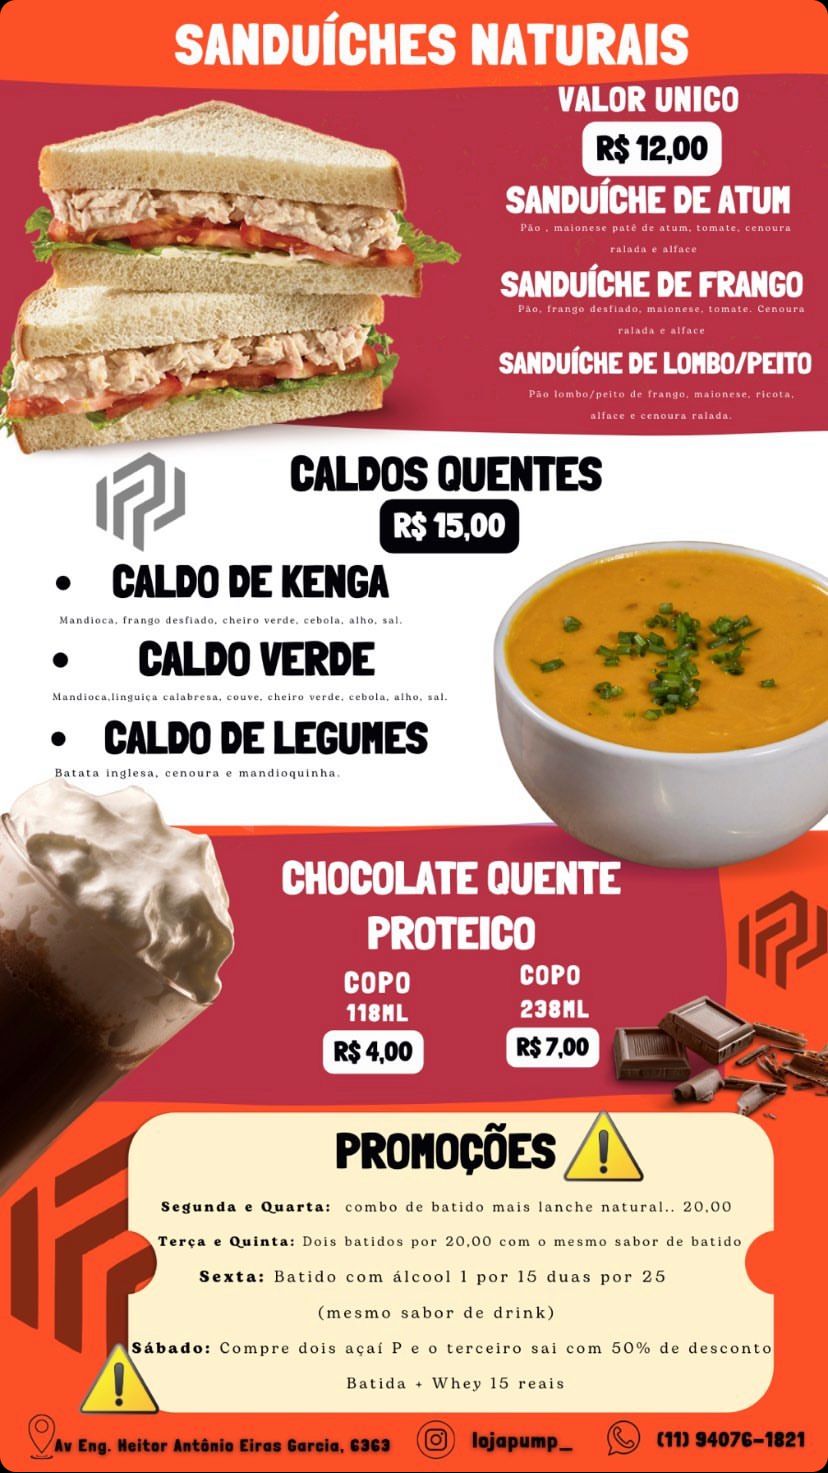 SANDUÍCHES NATURAIS
VALOR UNICO
R$ 12,00
SANDUÍCHE DE ATUM
Pão , maionese patê de atum, tomate, cenoura
ralada e alface
SANDUÍCHE DE FRANGO
Pão, frango desfiado, maionese, tomate. Cenoura
ralada e alface
SANDUÍCHE DE LOMBO/PEITO
Pão lombo/peito de frango, maionese, ricota,
alface e cenoura ralada.
CALDOS QUENTES
R$ 15,00
• CALDO DE KENGA
Mandioca, frango desfiado, cheiro verde, cebola, alho, sal.
• CALDO VERDE
Mandioca,linguiça calabresa, couve, cheiro verde, cebola, alho, sal.
• CALDO DE LEGUMES
Batata inglesa, cenoura e mandioquinha.
CHOCOLATE QUENTE
PROTEICO
COPO
118ML
R$ 4,00
COPO
238ML
R$ 7,00
PROMOÇÕES
Segunda e Quarta: combo de batido mais lanche natural.. 20,00
Terça e Quinta: Dois batidos por 20,00 com o mesmo sabor de batido
Sexta: Batido com álcool 1 por 15 duas por 25
(mesmo sabor de drink)
Sábado: Compre dois açaí P e o terceiro sai com 50% de desconto
Batida + Whey 15 reais
Av Eng. Heitor Antônio Eiras Garcia, 6363
lojapump_
(11) 94076-1821